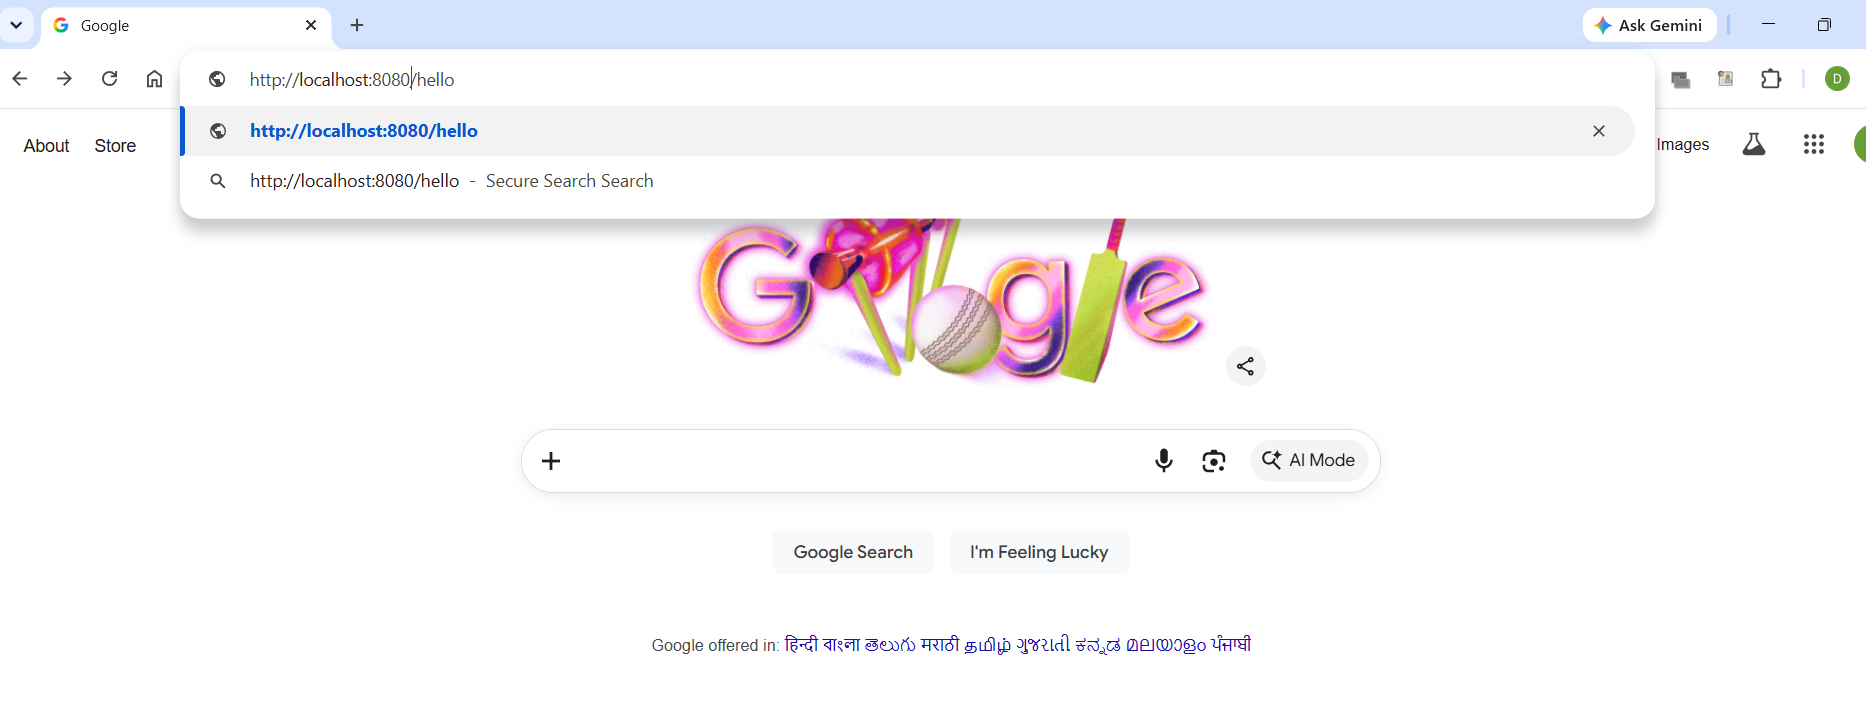 Google
Ask Gemini
http://localhost:8080/hello
http://localhost:8080/hello
http://localhost:8080/hello - Secure Search Search
D
About Store
Images
Google
AI Mode
Google Search I'm Feeling Lucky
Google offered in: हिन्दी বাংলা తెలుగు मराठी தமிழ் ગુજરાતી ಕನ್ನಡ മലയാളം ਪੰਜਾਬੀ